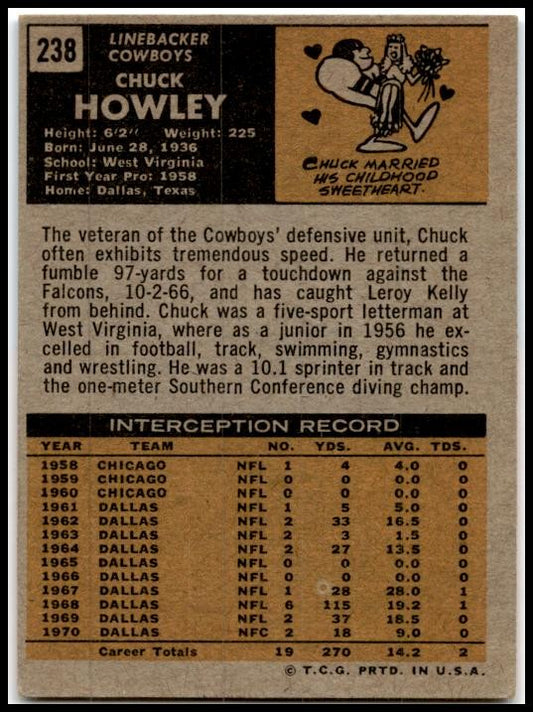 238
LINEBACKER
COWBOYS
CHUCK
HOWLEY
Height: 6'2" Weight: 225
Born: June 28, 1936
School: West Virginia
First Year Pro: 1958
Home: Dallas, Texas
CHUCK MARRIED
HIS CHILDHOOD
SWEETHEART.
The veteran of the Cowboys' defensive unit, Chuck
often exhibits tremendous speed. He returned a
fumble 97-yards for a touchdown against the
Falcons, 10-2-66, and has caught Leroy Kelly
from behind. Chuck was a five-sport letterman at
West Virginia, where as a junior in 1956 he ex-
celled in football, track, swimming, gymnastics
and wrestling. He was a 10.1 sprinter in track and
the one-meter Southern Conference diving champ.
INTERCEPTION RECORD
YEAR TEAM NO. YDS. AVG. TDS.
1958 CHICAGO NFL 1 4 4.0 0
1959 CHICAGO NFL 0 0 0.0 0
1960 CHICAGO NFL 0 0 0.0 0
1961 DALLAS NFL 1 5 5.0 0
1962 DALLAS NFL 2 33 16.5 0
1963 DALLAS NFL 2 3 1.5 0
1964 DALLAS NFL 2 27 13.5 0
1965 DALLAS NFL 0 0 0.0 0
1966 DALLAS NFL 0 0 0.0 0
1967 DALLAS NFL 1 28 28.0 1
1968 DALLAS NFL 6 115 19.2 1
1969 DALLAS NFL 2 37 18.5 0
1970 DALLAS NFC 2 18 9.0 0
Career Totals 19 270 14.2 2
© T.C.G. PRTD. IN U.S.A.